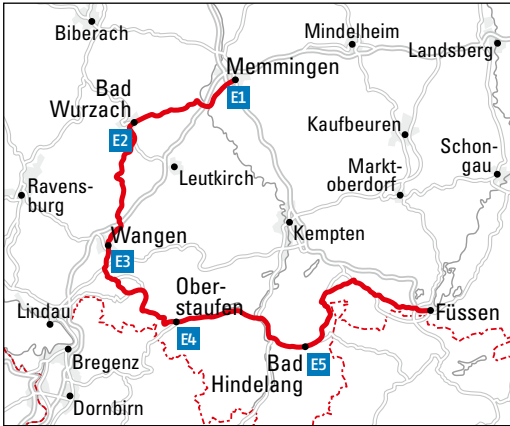 Biberach
Mindelheim
Landsberg
Memmingen
E1
Bad
Wurzach
E2
Kaufbeuren
Schon-
gau
Leutkirch
Markt-
oberdorf
Ravens-
burg
Kempten
Wangen
E3
Ober-
staufen
E4
Lindau
Füssen
Bregenz
Bad
Hindelang
E5
Dornbirn